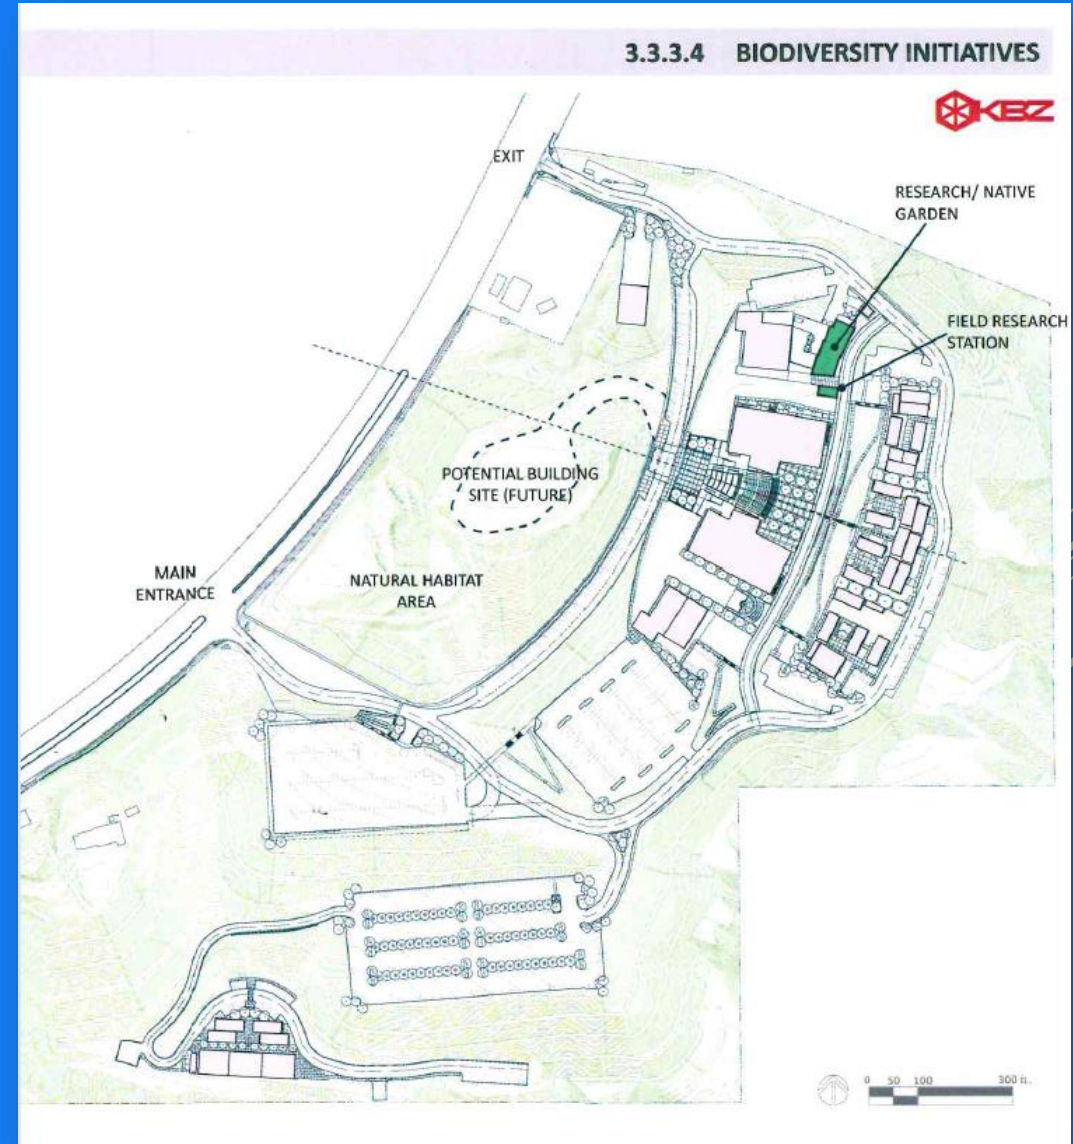 3.3.3.4 BIODIVERSITY INITIATIVES
KBZ
EXIT
RESEARCH/ NATIVE
GARDEN
FIELD RESEARCH
STATION
POTENTIAL BUILDING
SITE (FUTURE)
MAIN
ENTRANCE
NATURAL HABITAT
AREA
0 50 100 300 ft.